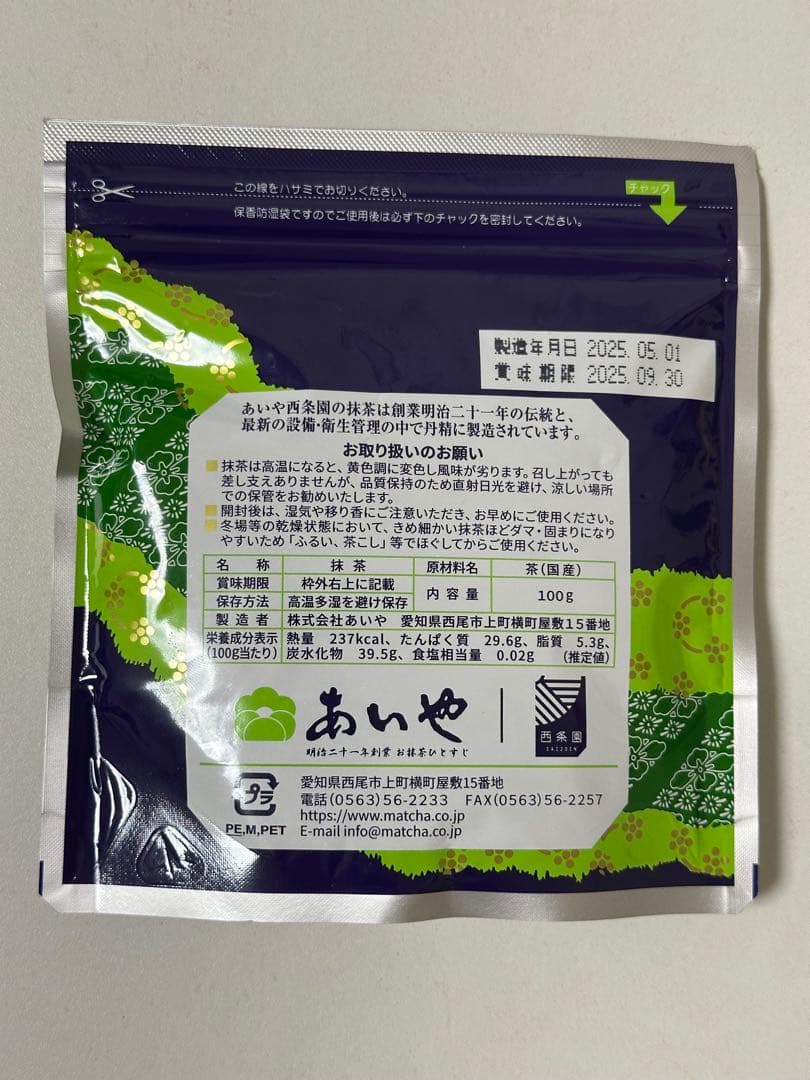 この線をハサミでお切りください。
チャック
保香防湿袋ですのでご使用後は必ず下のチャックを密封してください。
製造年月日 2025.05.01
賞味期限 2025.09.30
あいや西条園の抹茶は創業明治二十一年の伝統と、
最新の設備・衛生管理の中で丹精に製造されています。
お取り扱いのお願い
抹茶は高温になると、黄色調に変色し風味が劣ります。召し上がっても
差し支えありませんが、品質保持のため直射日光を避け、涼しい場所
での保管をお勧めいたします。
開封後は、湿気や移り香にご注意いただき、お早めにご使用ください。
冬場等の乾燥状態において、きめ細かい抹茶ほどダマ・固まりになり
やすいため「ふるい、茶こし」等でほぐしてからご使用ください。
名称 抹茶 原材料名 茶(国産)
賞味期限 枠外右上に記載 内容量 100g
保存方法 高温多湿を避け保存
製造者 株式会社あいや 愛知県西尾市上町横町屋敷15番地
栄養成分表示 熱量 237kcal、たんぱく質 29.6g、脂質 5.3g、
(100g当たり) 炭水化物 39.5g、食塩相当量 0.02g (推定値)
あいや
明治二十一年創業 お抹茶ひとすじ
西条園
SAIJOEN
プラ
PE,M,PET
愛知県西尾市上町横町屋敷15番地
電話(0563)56-2233 FAX(0563)56-2257
https://www.matcha.co.jp
E-mail info@matcha.co.jp